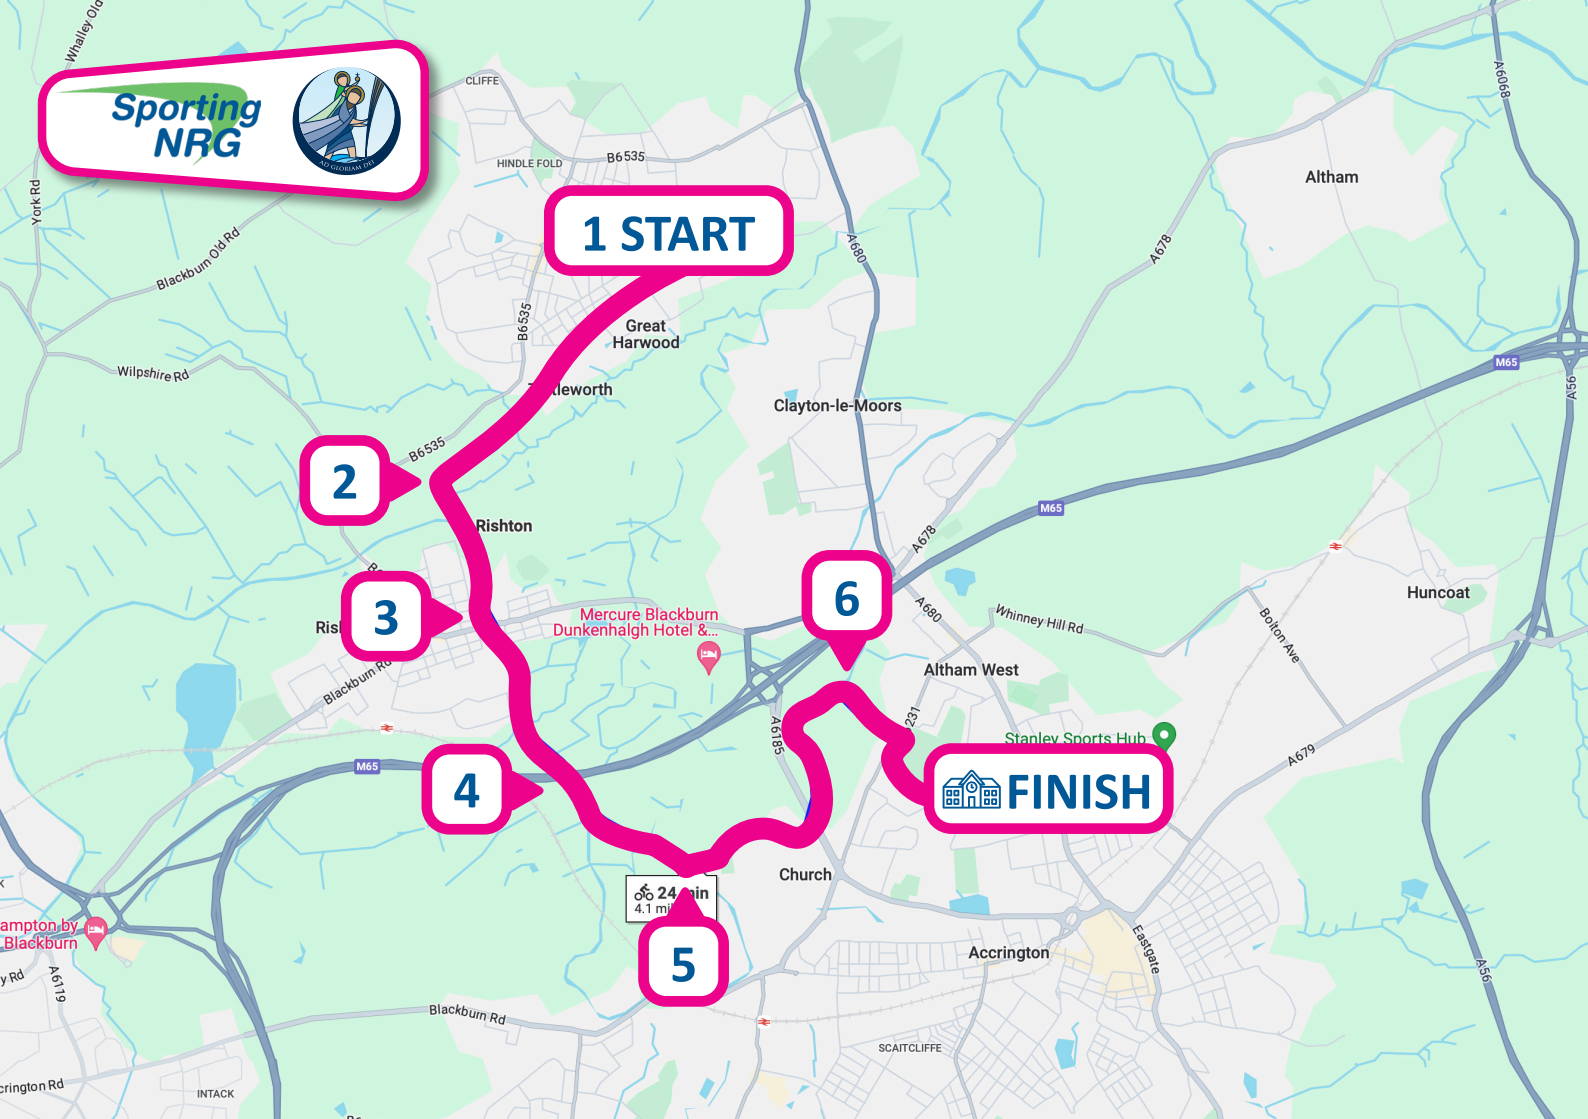 Whalley Old
CLIFFE
A6068
Sporting
NRG
AD GLORIAM DEI
HINDLE FOLD
B6535
Altham
York Rd
1 START
Blackburn Old Rd
A680
A678
B6535
Great
Harwood
M65
Wilpshire Rd
A56
Clayton-le-Moors
B6535
2
Rishton
M65
A678
3
6
Huncoat
A680
Whinney Hill Rd
Bolton Ave
Mercure Blackburn
Dunkenhalgh Hotel &...
Altham West
Blackburn Rd
A6185
Stanley Sports Hub
A679
M65
4
FINISH
Church
24 min
4.1 mi
5
Accrington
Eastgate
ampton by
Blackburn
A56
y Rd
A6119
Blackburn Rd
SCAITCLIFFE
crington Rd
INTACK